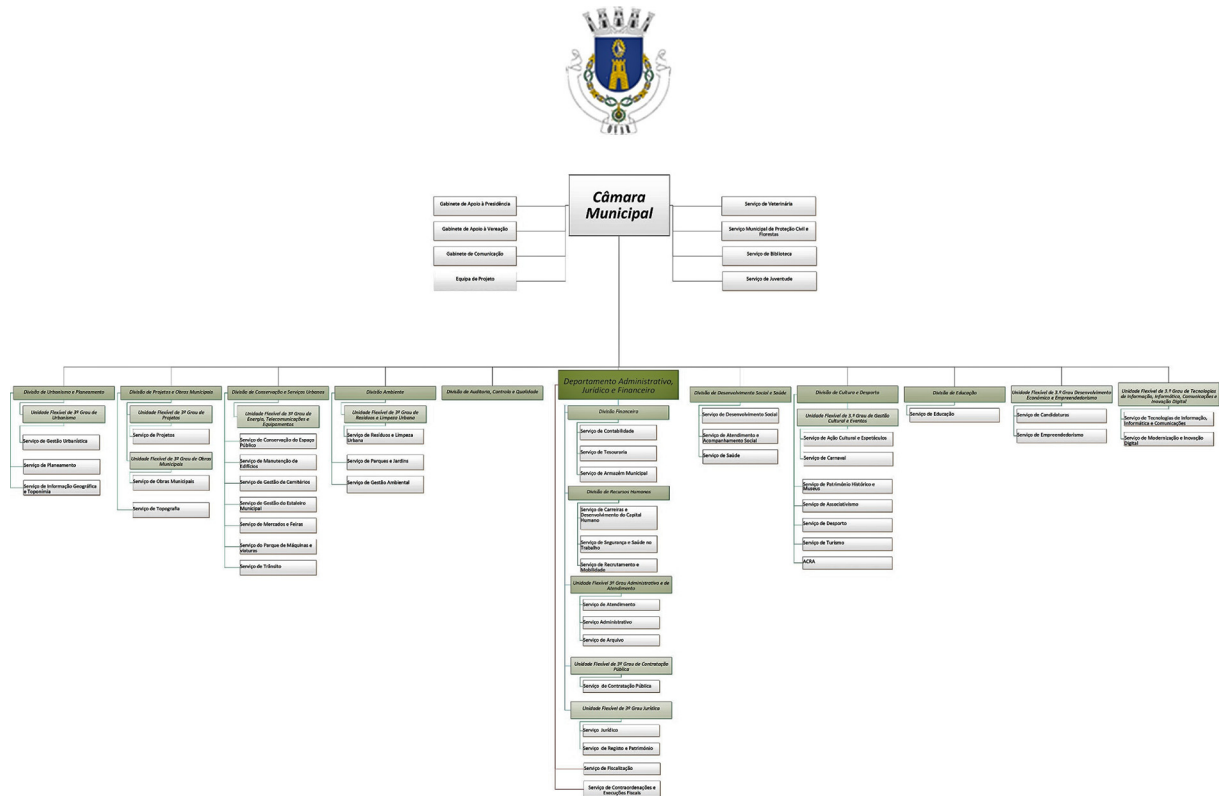 OVAR
Câmara
Municipal
Gabinete de Apoio à Presidência
Gabinete de Apoio à Vereação
Gabinete de Comunicação
Equipa de Projeto
Serviço de Veterinária
Serviço Municipal de Proteção Civil e
Florestas
Serviço de Biblioteca
Serviço de Juventude
Divisão de Urbanismo e Planeamento
Unidade Flexível de 3º Grau de
Urbanismo
Serviço de Gestão Urbanística
Serviço de Planeamento
Serviço de Informação Geográfica
e Toponímia
Divisão de Projetos e Obras Municipais
Unidade Flexível de 3º Grau de
Projetos
Serviço de Projetos
Unidade Flexível de 3º Grau de Obras
Municipais
Serviço de Obras Municipais
Serviço de Topografia
Divisão de Conservação e Serviços Urbanos
Unidade Flexível de 3º Grau de
Energia, Telecomunicações e
Equipamentos
Serviço de Conservação do Espaço
Público
Serviço de Manutenção de
Edifícios
Serviço de Gestão de Cemitérios
Serviço de Gestão do Estaleiro
Municipal
Serviço de Mercados e Feiras
Serviço do Parque de Máquinas e
viaturas
Serviço de Trânsito
Divisão Ambiente
Unidade Flexível de 3º Grau de
Resíduos e Limpeza Urbana
Serviço de Resíduos e Limpeza
Urbana
Serviço de Parques e Jardins
Serviço de Gestão Ambiental
Divisão de Auditoria, Controlo e Qualidade
Departamento Administrativo,
Jurídico e Financeiro
Divisão Financeira
Serviço de Contabilidade
Serviço de Tesouraria
Serviço de Armazém Municipal
Divisão de Recursos Humanos
Serviço de Carreiras e
Desenvolvimento do Capital
Humano
Serviço de Segurança e Saúde no
Trabalho
Serviço de Recrutamento e
Mobilidade
Unidade Flexível 3º Grau Administrativa e de
Atendimento
Serviço de Atendimento
Serviço Administrativo
Serviço de Arquivo
Unidade Flexível de 3º Grau de Contratação
Pública
Serviço de Contratação Pública
Unidade Flexível de 3º Grau Jurídica
Serviço Jurídico
Serviço de Registo e Património
Serviço de Fiscalização
Serviço de Contraordenações e
Execuções Fiscais
Divisão de Desenvolvimento Social e Saúde
Serviço de Desenvolvimento Social
Serviço de Atendimento e
Acompanhamento Social
Serviço de Saúde
Divisão de Cultura e Desporto
Unidade Flexível de 3.º Grau de Gestão
Cultural e Eventos
Serviço de Ação Cultural e Espetáculos
Serviço de Carnaval
Serviço de Património Histórico e
Museus
Serviço de Associativismo
Serviço de Desporto
Serviço de Turismo
ACRA
Divisão de Educação
Serviço de Educação
Unidade Flexível de 3.º Grau Desenvolvimento
Económico e Empreendedorismo
Serviço de Candidaturas
Serviço de Empreendedorismo
Unidade Flexível de 3.º Grau de Tecnologias
de Informação, Informática, Comunicações e
Inovação Digital
Serviço de Tecnologias de Informação,
Informática e Comunicações
Serviço de Modernização e Inovação
Digital